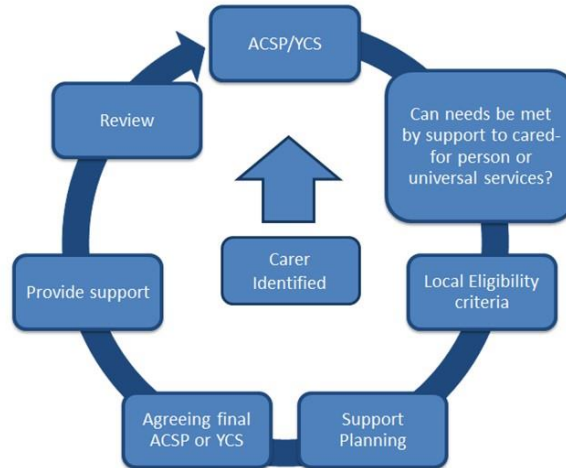 ACSP/YCS
Can needs be met
by support to cared-
for person or
universal services?
Local Eligibility
criteria
Support
Planning
Agreeing final
ACSP or YCS
Provide support
Review
Carer
Identified